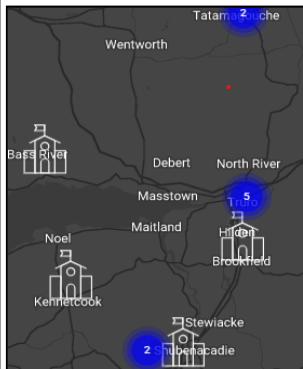 2
Tatamagouche
Wentworth
Bass River
Debert
North River
Masstown
5
Truro
Maitland
Noel
Hilden
Brookfield
Kennetcook
Stewiacke
2
Shubenacadie